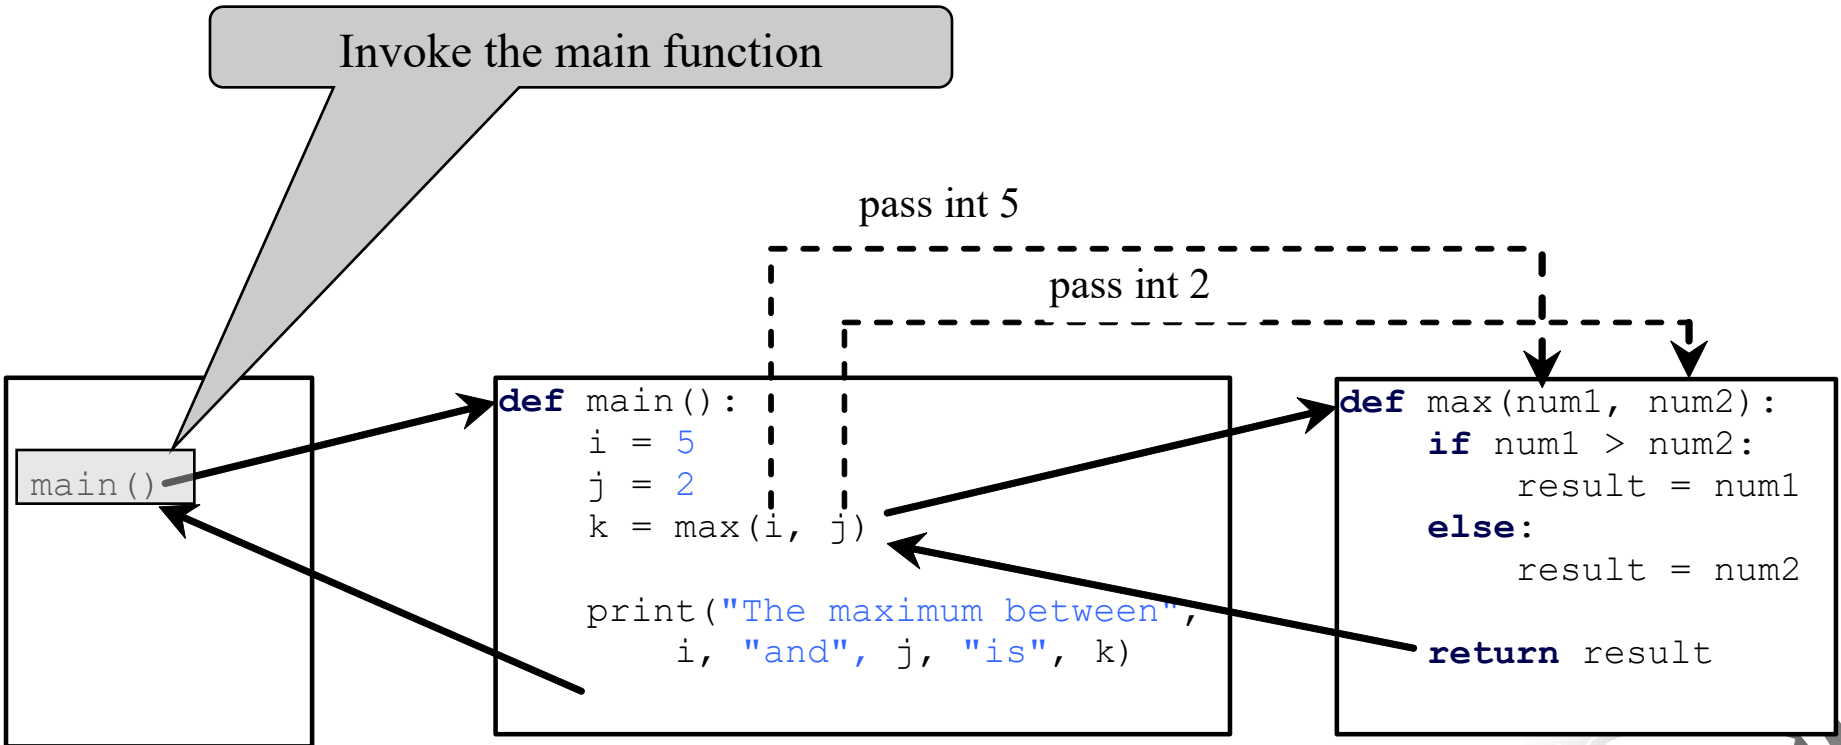 Invoke the main function
pass int 5
pass int 2
main()
def main():
    i = 5
    j = 2
    k = max(i, j)
    print("The maximum between",
        i, "and", j, "is", k)
def max(num1, num2):
    if num1 > num2:
        result = num1
    else:
        result = num2
    return result